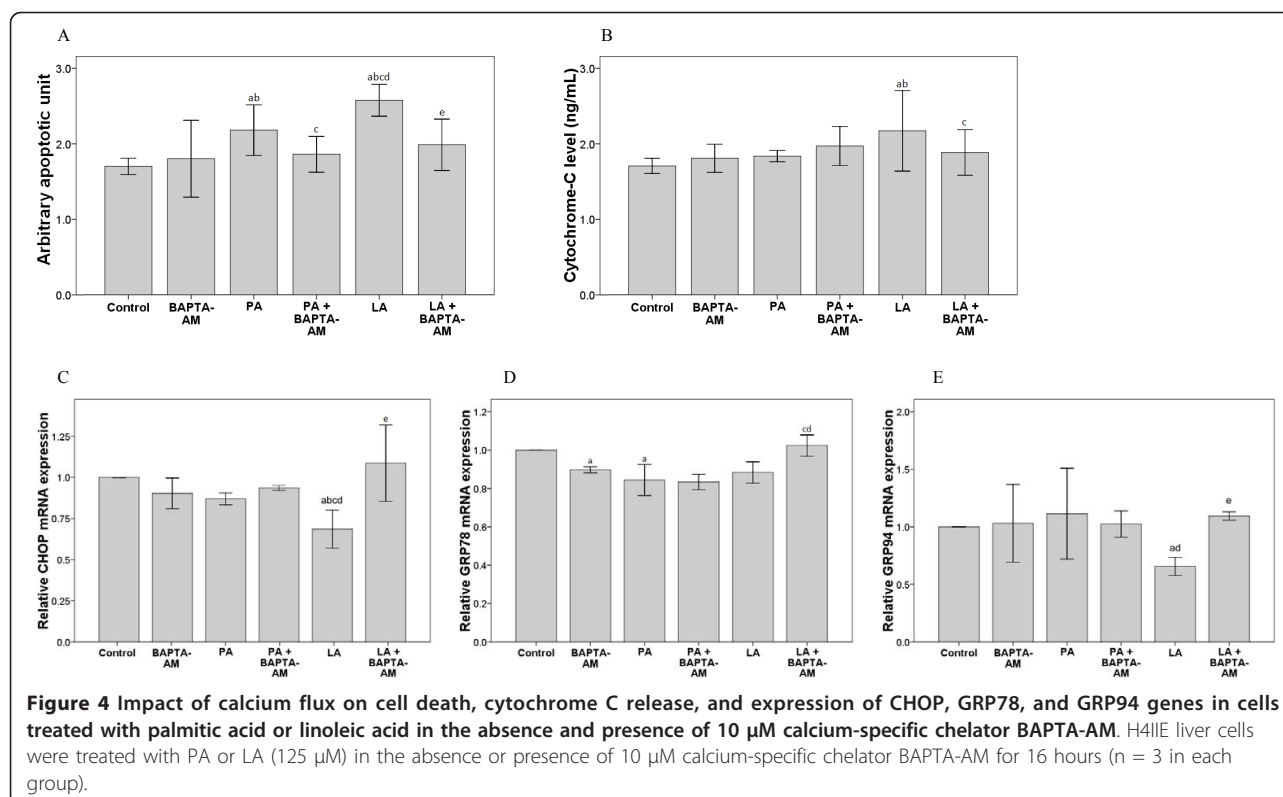 A
Arbitrary apoptotic unit
3.0
2.0
1.0
0.0
ab
c
abcd
e
Control
BAPTA-
AM
PA
PA +
BAPTA-
AM
LA
LA +
BAPTA-
AM
B
Cytochrome-C level (ng/mL)
3.0
2.0
1.0
0.0
ab
c
Control
BAPTA-
AM
PA
PA +
BAPTA-
AM
LA
LA +
BAPTA-
AM
C
Relative CHOP mRNA expression
1.25
1.0
0.75
0.5
0.0
abcd
e
Control
BAPTA-
AM
PA
PA +
BAPTA-
AM
LA
LA +
BAPTA-
AM
D
Relative GRP78 mRNA expression
1.2
1.0
0.8
0.6
0.4
0.2
0.0
a
a
cd
Control
BAPTA-
AM
PA
PA +
BAPTA-
AM
LA
LA +
BAPTA-
AM
E
Relative GRP94 mRNA expression
2.0
1.5
1.0
0.5
0.0
ad
e
Control
BAPTA-
AM
PA
PA +
BAPTA-
AM
LA
LA +
BAPTA-
AM
Figure 4 Impact of calcium flux on cell death, cytochrome C release, and expression of CHOP, GRP78, and GRP94 genes in cells
treated with palmitic acid or linoleic acid in the absence and presence of 10 μM calcium-specific chelator BAPTA-AM. H4IIE liver cells
were treated with PA or LA (125 μM) in the absence or presence of 10 μM calcium-specific chelator BAPTA-AM for 16 hours (n = 3 in each
group).